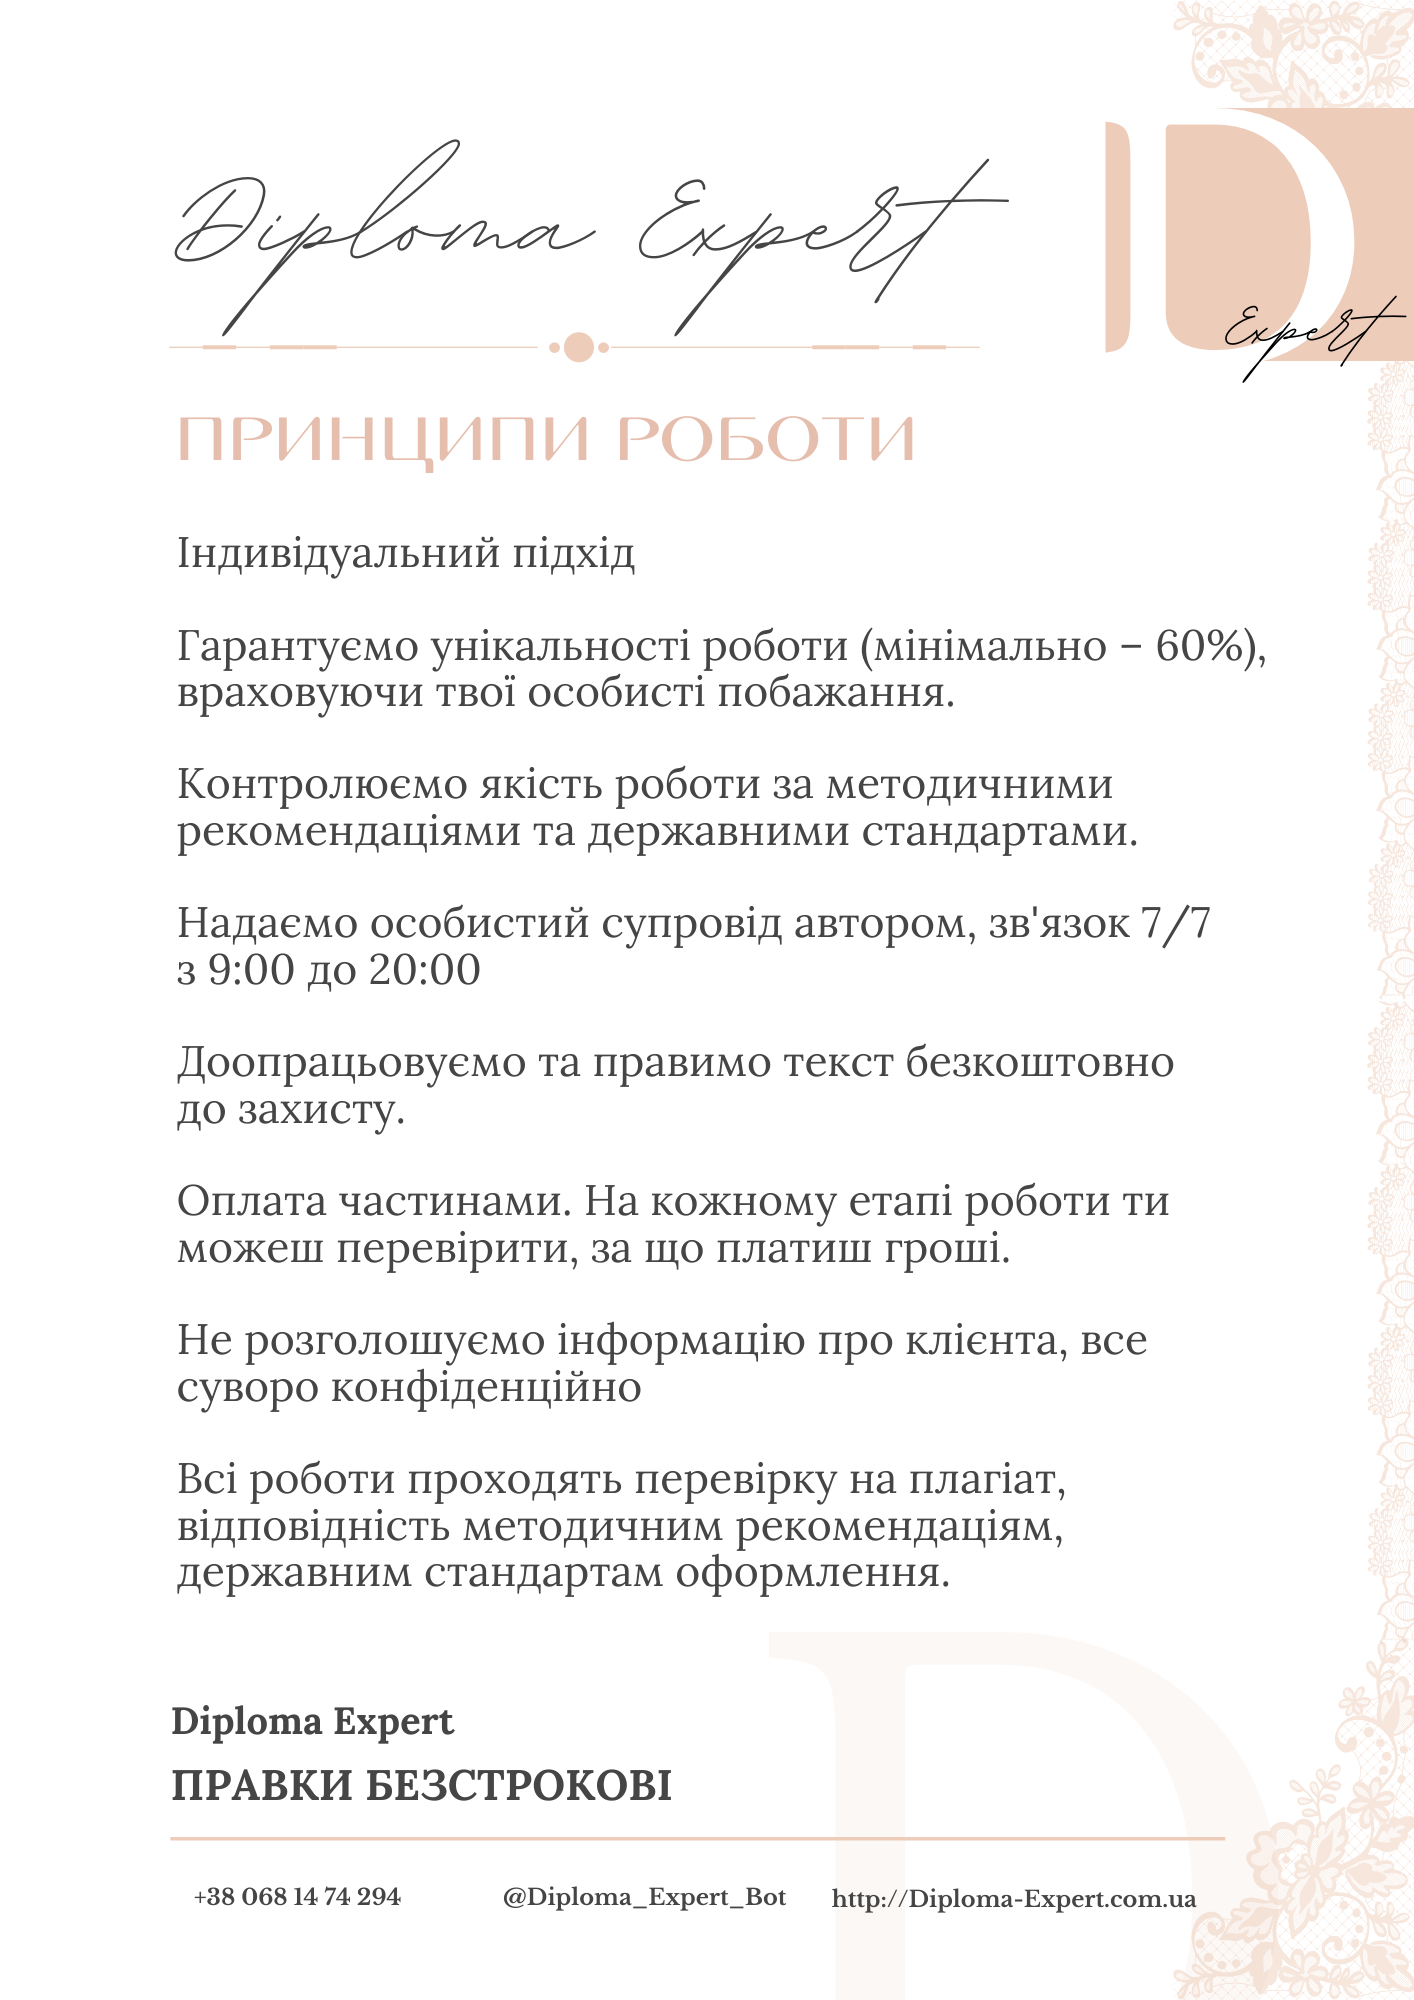 Diploma Expert
D
Expert
ПРИНЦИПИ РОБОТИ
Індивідуальний підхід
Гарантуємо унікальності роботи (мінімально – 60%),
враховуючи твої особисті побажання.
Контролюємо якість роботи за методичними
рекомендаціями та державними стандартами.
Надаємо особистий супровід автором, зв'язок 7/7
з 9:00 до 20:00
Доопрацьовуємо та правимо текст безкоштовно
до захисту.
Оплата частинами. На кожному етапі роботи ти
можеш перевірити, за що платиш гроші.
Не розголошуємо інформацію про клієнта, все
суворо конфіденційно
Всі роботи проходять перевірку на плагіат,
відповідність методичним рекомендаціям,
державним стандартам оформлення.
Diploma Expert
ПРАВКИ БЕЗСТРОКОВІ
+38 068 14 74 294 @Diploma_Expert_Bot http://Diploma-Expert.com.ua